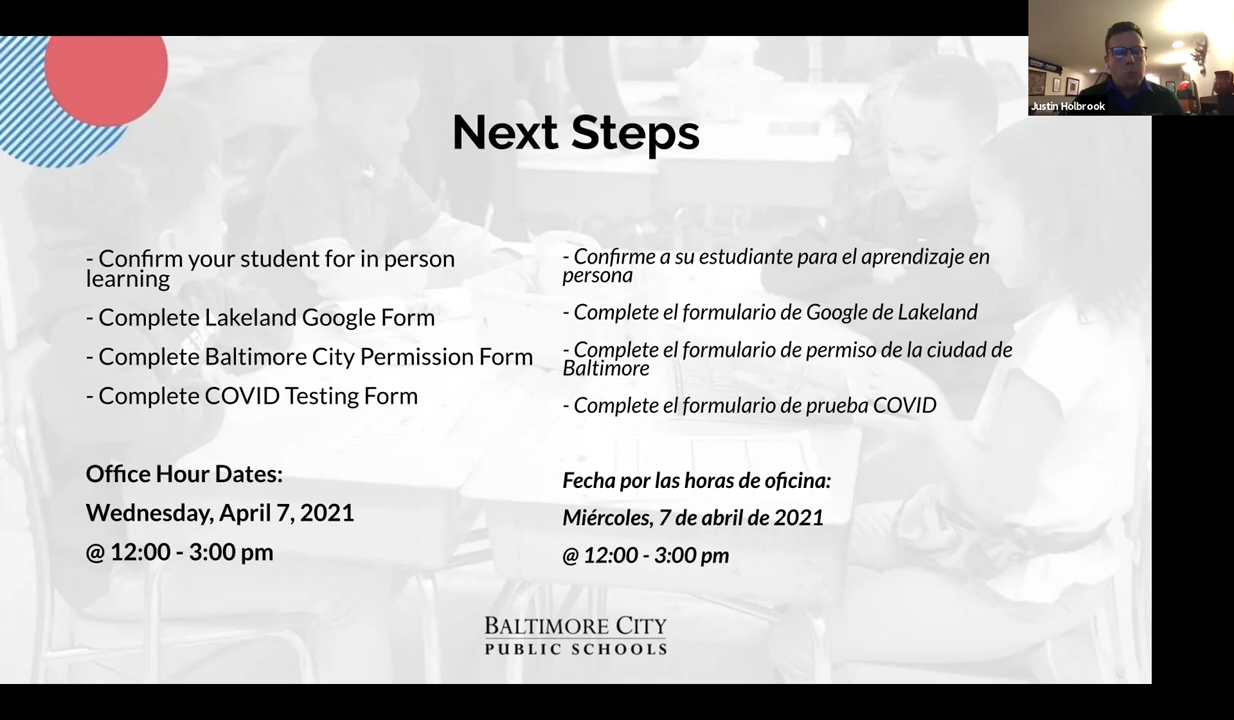 Justin Holbrook
Next Steps
- Confirm your student for in person
learning
- Complete Lakeland Google Form
- Complete Baltimore City Permission Form
- Complete COVID Testing Form
Office Hour Dates:
Wednesday, April 7, 2021
@ 12:00 - 3:00 pm
- Confirme a su estudiante para el aprendizaje en
persona
- Complete el formulario de Google de Lakeland
- Complete el formulario de permiso de la ciudad de
Baltimore
- Complete el formulario de prueba COVID
Fecha por las horas de oficina:
Miércoles, 7 de abril de 2021
@ 12:00 - 3:00 pm
BALTIMORE CITY
PUBLIC SCHOOLS